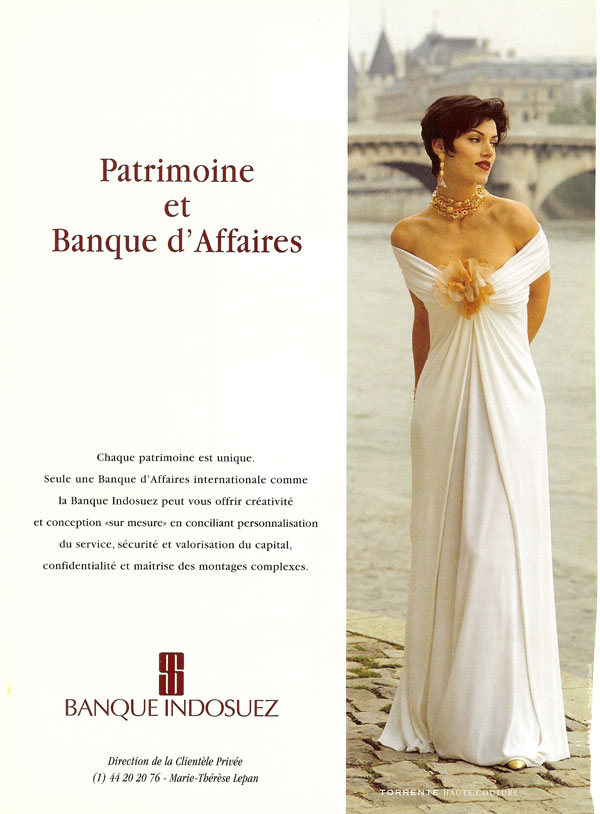 Patrimoine
et
Banque d'Affaires
Chaque patrimoine est unique.
Seule une Banque d'Affaires internationale comme
la Banque Indosuez peut vous offrir créativité
et conception «sur mesure» en conciliant personnalisation
du service, sécurité et valorisation du capital,
confidentialité et maîtrise des montages complexes.
BANQUE INDOSUEZ
Direction de la Clientèle Privée
(1) 44 20 20 76 - Marie-Thérèse Lepan
TORRENTE HAUTE COUTURE